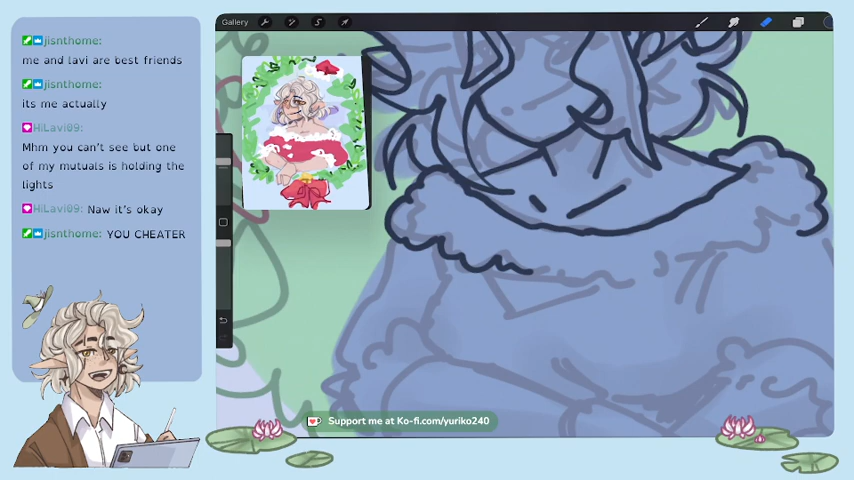 jisnthome:
me and lavi are best friends
jisnthome:
its me actually
HiLavi09:
Mhm you can't see but one
of my mutuals is holding the
lights
HiLavi09: Naw it's okay
jisnthome: YOU CHEATER
Gallery
Support me at Ko-fi.com/yuriko240